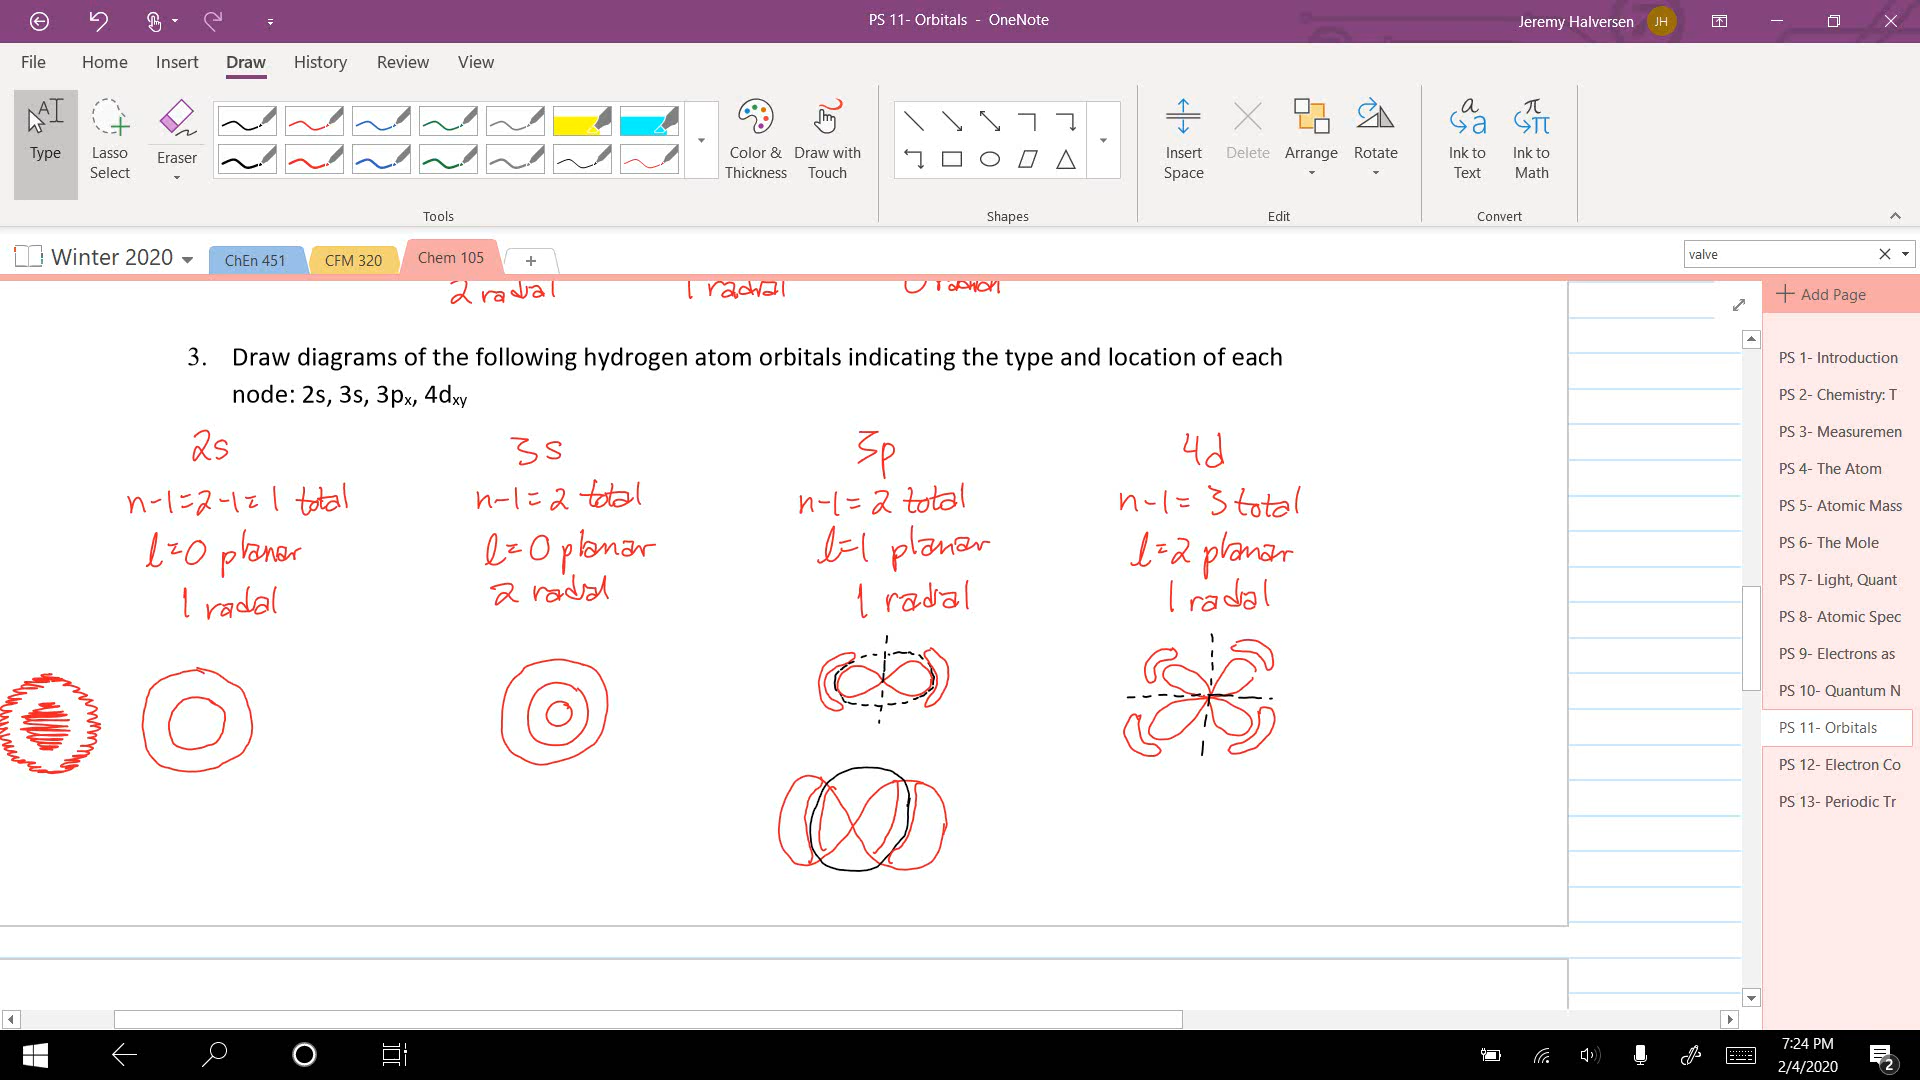 PS 11- Orbitals - OneNote
Jeremy Halversen
JH
File Home Insert Draw History Review View
Type
Lasso Select
Eraser
Color & Thickness
Draw with Touch
Insert Space
Delete
Arrange
Rotate
Ink to Text
Ink to Math
Tools
Shapes
Edit
Convert
Winter 2020
ChEn 451
CFM 320
Chem 105
valve
Add Page
2 radial 1 radial 0
3. Draw diagrams of the following hydrogen atom orbitals indicating the type and location of each
node: 2s, 3s, 3px, 4dxy
2s
n-1=2-1=1 total
l=0 planar
1 radal
3s
n-1=2 total
l=0 planar
2 radial
3p
n-1=2 total
l=1 planar
1 radial
4d
n-1=3 total
l=2 planar
1 radial
PS 1- Introduction
PS 2- Chemistry: T
PS 3- Measuremen
PS 4- The Atom
PS 5- Atomic Mass
PS 6- The Mole
PS 7- Light, Quant
PS 8- Atomic Spec
PS 9- Electrons as
PS 10- Quantum N
PS 11- Orbitals
PS 12- Electron Co
PS 13- Periodic Tr
7:24 PM
2/4/2020
2